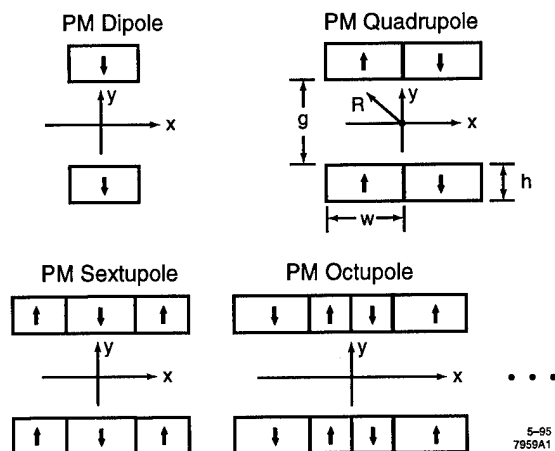 PM Dipole
PM Quadrupole
y
x
g
R
y
x
h
w
PM Sextupole
PM Octupole
y
x
y
x
5–95
7959A1